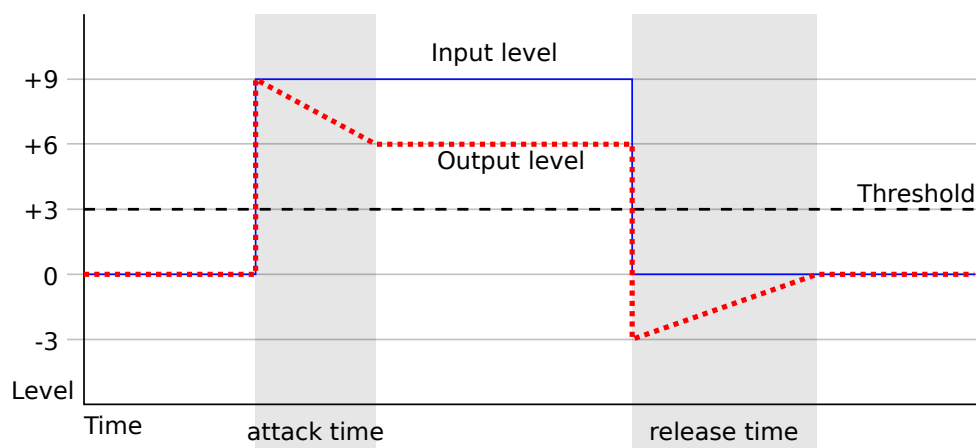 Input level
+9
+6
Output level
Threshold
+3
0
-3
Level
Time
attack time
release time